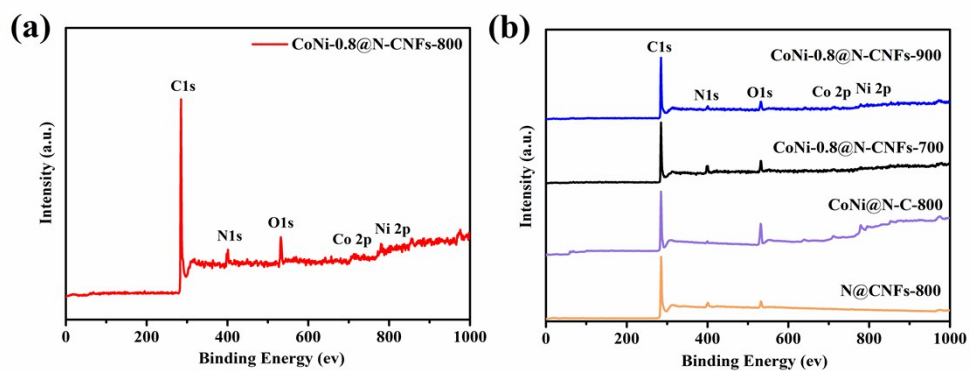 (a)
CoNi-0.8@N-CNFs-800
C1s
N1s
O1s
Co 2p
Ni 2p
Intensity (a.u.)
0
200
400
600
800
1000
Binding Energy (ev)
(b)
CoNi-0.8@N-CNFs-900
C1s
N1s
O1s
Co 2p
Ni 2p
CoNi-0.8@N-CNFs-700
CoNi@N-C-800
N@CNFs-800
Intensity (a.u.)
0
200
400
600
800
1000
Binding Energy (ev)